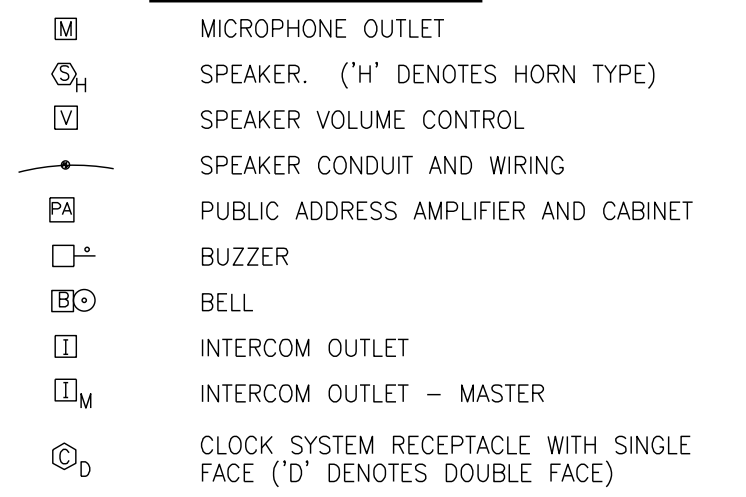 M MICROPHONE OUTLET
S H SPEAKER. ('H' DENOTES HORN TYPE)
V SPEAKER VOLUME CONTROL
SPEAKER CONDUIT AND WIRING
PA PUBLIC ADDRESS AMPLIFIER AND CABINET
BUZZER
B BELL
I INTERCOM OUTLET
I M INTERCOM OUTLET – MASTER
C D CLOCK SYSTEM RECEPTACLE WITH SINGLE
FACE ('D' DENOTES DOUBLE FACE)